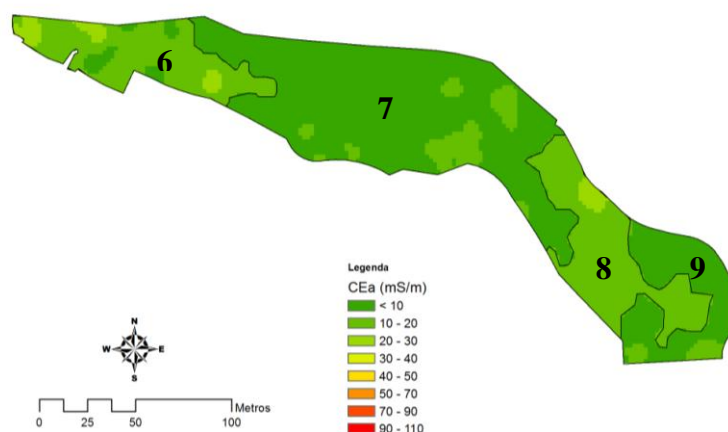 6
7
8
9
Legenda
CEa (mS/m)
< 10
10 - 20
20 - 30
30 - 40
40 - 50
50 - 70
70 - 90
90 - 110
N
W E
S
Metros
0 25 50 100